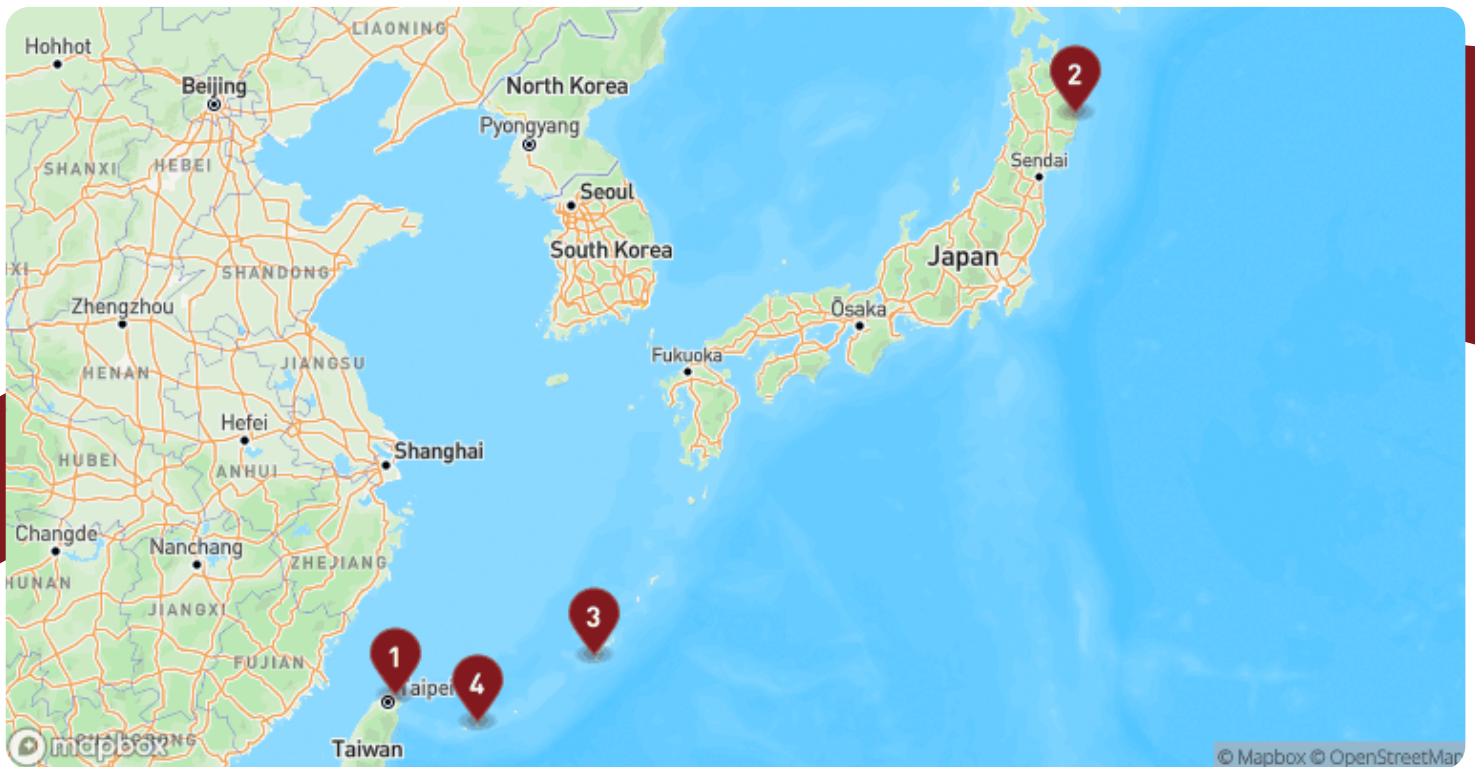 LIAONING
Hohhot
Beijing
North Korea
2
Pyongyang
SHANXI
HEBEI
Sendai
Seoul
South Korea
Japan
XI
SHANDONG
Zhengzhou
Ōsaka
Fukuoka
JIANGSU
HENAN
Hefei
Shanghai
HUBEI
ANHUI
Changde
Nanchang
ZHEJIANG
HUNAN
JIANGXI
3
FUJIAN
1
4
Taipei
Taiwan
mapbox
© Mapbox © OpenStreetMap